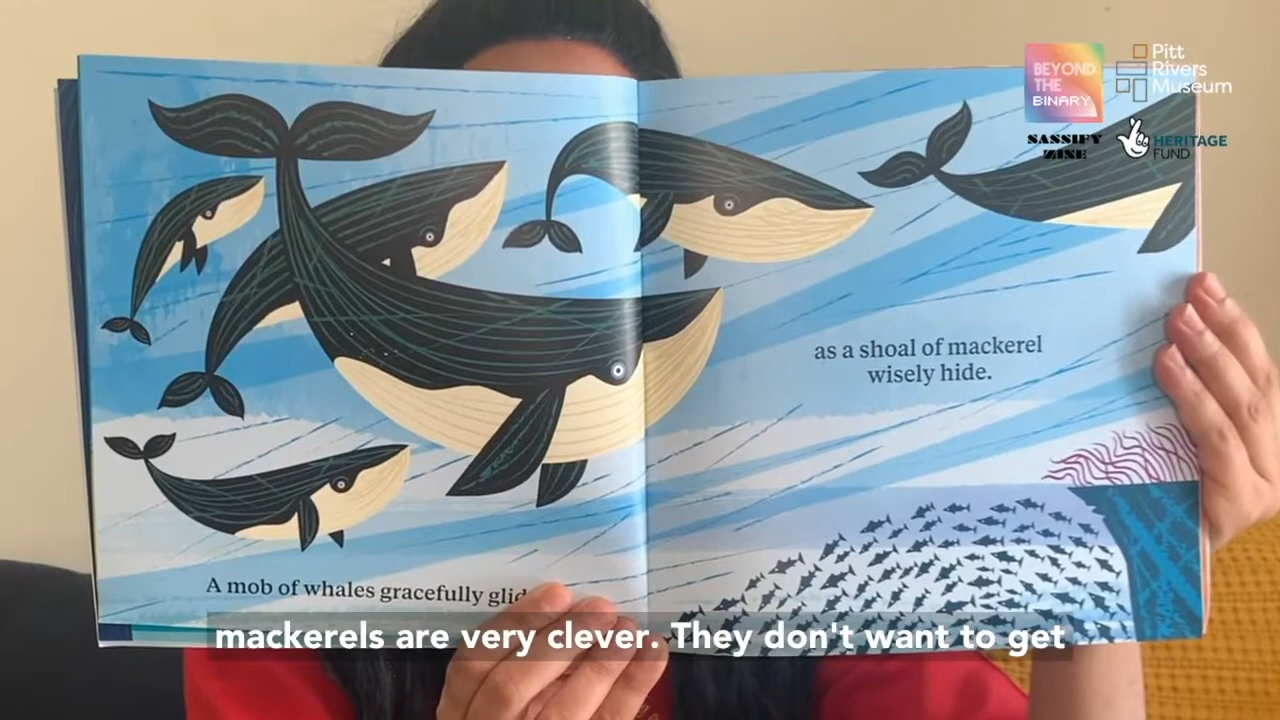 BEYOND
THE
BINARY
Pitt
Rivers
Museum
SASSIFY
ZINE
HERITAGE
FUND
as a shoal of mackerel
wisely hide.
A mob of whales gracefully
mackerels are very clever. They don't want to get